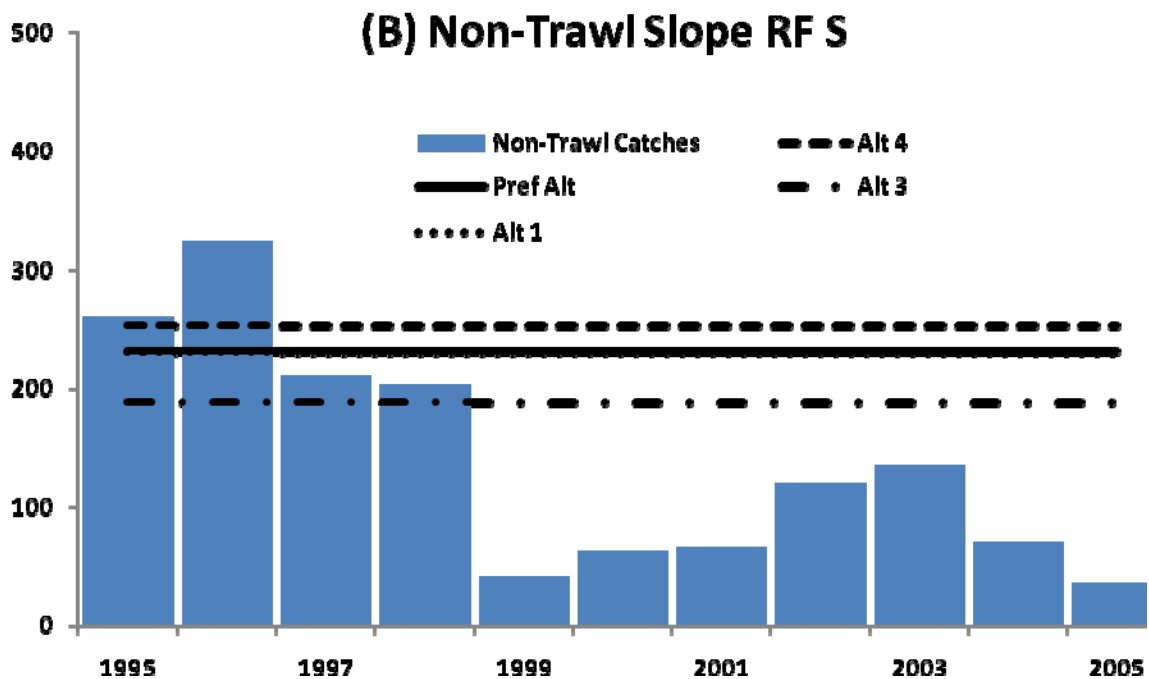 (B) Non-Trawl Slope RF S
500
400
300
200
100
0
Non-Trawl Catches
Alt 4
Pref Alt
Alt 3
Alt 1
1995
1997
1999
2001
2003
2005